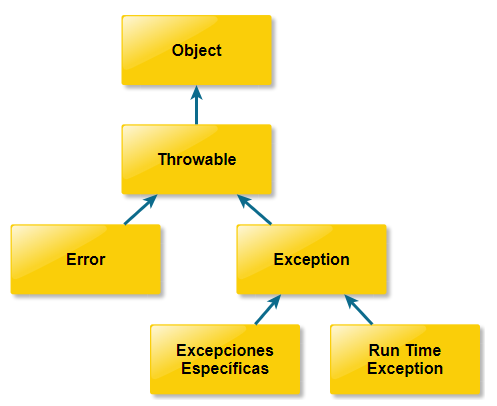 Object
Throwable
Error
Exception
Excepciones
Específicas
Run Time
Exception